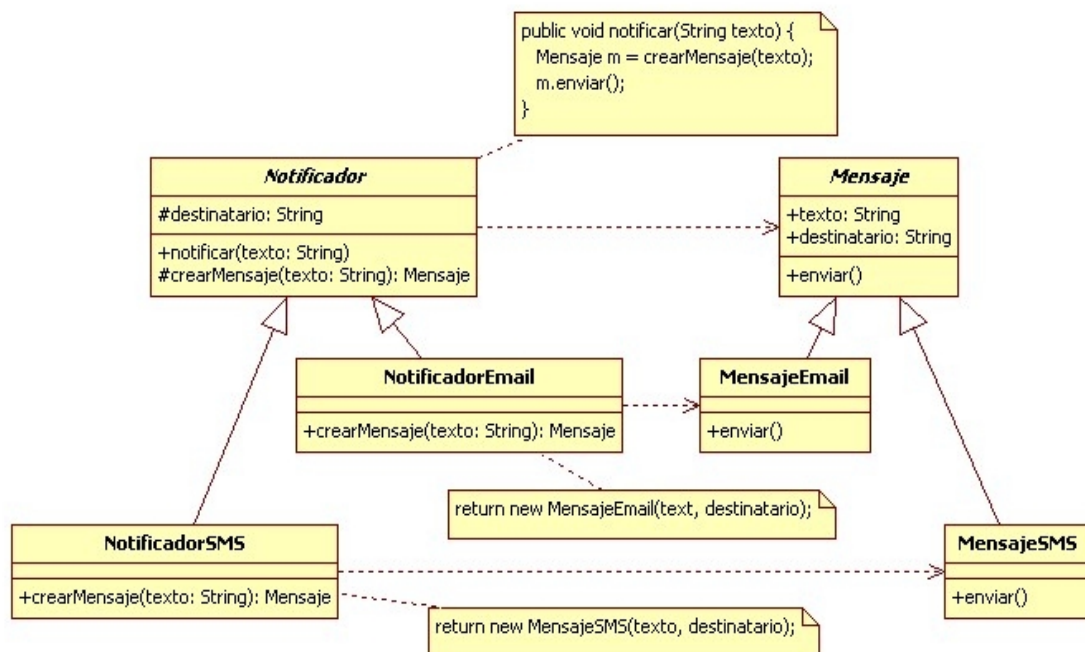 public void notificar(String texto) {
Mensaje m = crearMensaje(texto);
m.enviar();
}
Notificador
#destinatario: String
+notificar(texto: String)
#crearMensaje(texto: String): Mensaje
Mensaje
+texto: String
+destinatario: String
+enviar()
NotificadorEmail
+crearMensaje(texto: String): Mensaje
MensajeEmail
+enviar()
return new MensajeEmail(text, destinatario);
NotificadorSMS
+crearMensaje(texto: String): Mensaje
MensajeSMS
+enviar()
return new MensajeSMS(texto, destinatario);